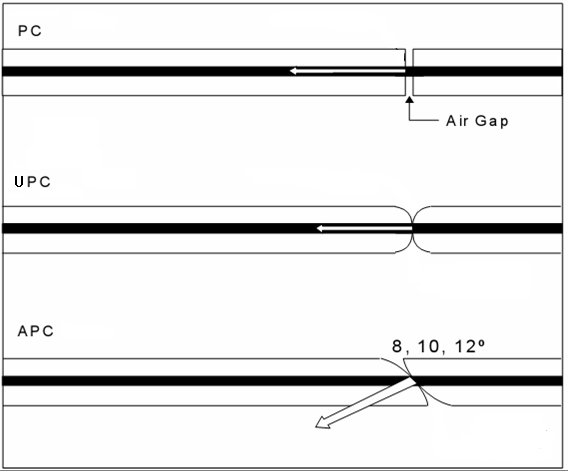 PC
Air Gap
UPC
APC
8, 10, 12º